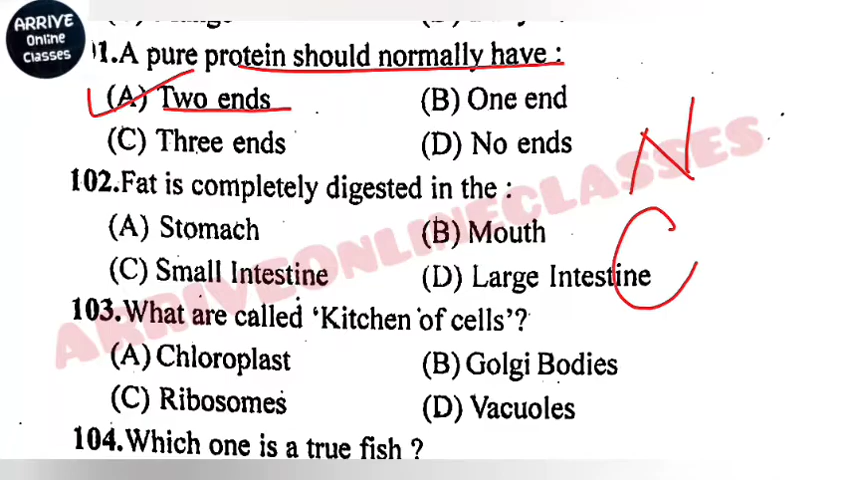 ARRIVE
Online
Classes
1.A pure protein should normally have :
(A) Two ends (B) One end
(C) Three ends (D) No ends
N
102.Fat is completely digested in the :
(A) Stomach (B) Mouth
(C) Small Intestine (D) Large Intestine
C
103.What are called 'Kitchen of cells'?
(A) Chloroplast (B) Golgi Bodies
(C) Ribosomes (D) Vacuoles
104.Which one is a true fish ?
ARRIVEONLINECLASSES